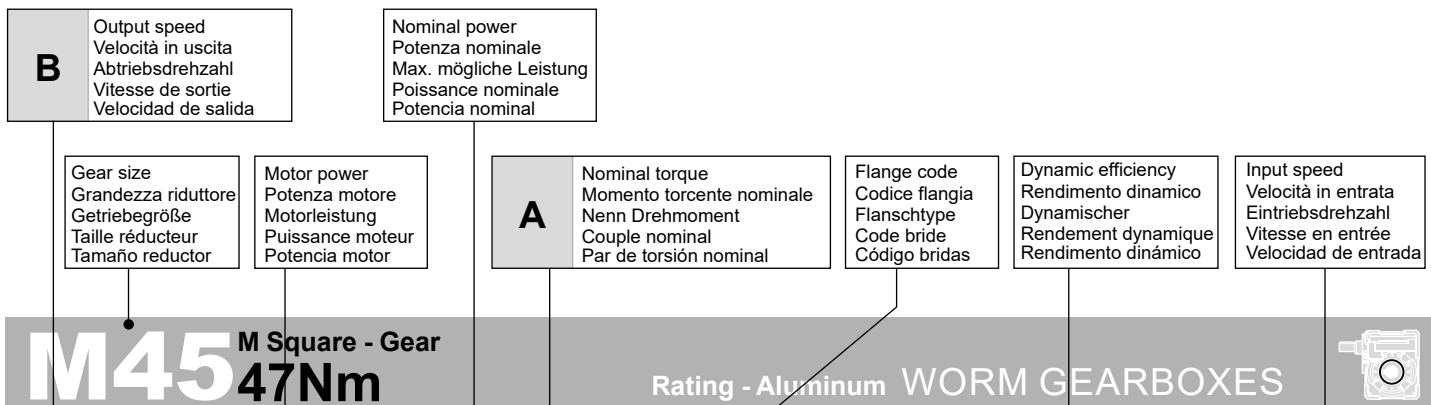 B
Output speed
Velocità in uscita
Abtriebsdrehzahl
Vitesse de sortie
Velocidad de salida
Nominal power
Potenza nominale
Max. mögliche Leistung
Poissance nominale
Potencia nominal
Gear size
Grandezza riduttore
Getriebegröße
Taille réducteur
Tamaño reductor
Motor power
Potenza motore
Motorleistung
Puissance moteur
Potencia motor
A
Nominal torque
Momento torcente nominale
Nenn Drehmoment
Couple nominal
Par de torsión nominal
Flange code
Codice flangia
Flanschtype
Code bride
Código bridas
Dynamic efficiency
Rendimento dinamico
Dynamischer
Rendement dynamique
Rendimento dinámico
Input speed
Velocità in entrata
Eintriebsdrehzahl
Vitesse en entrée
Velocidad de entrada
M45
M Square - Gear
47Nm
Rating - Aluminum WORM GEARBOXES